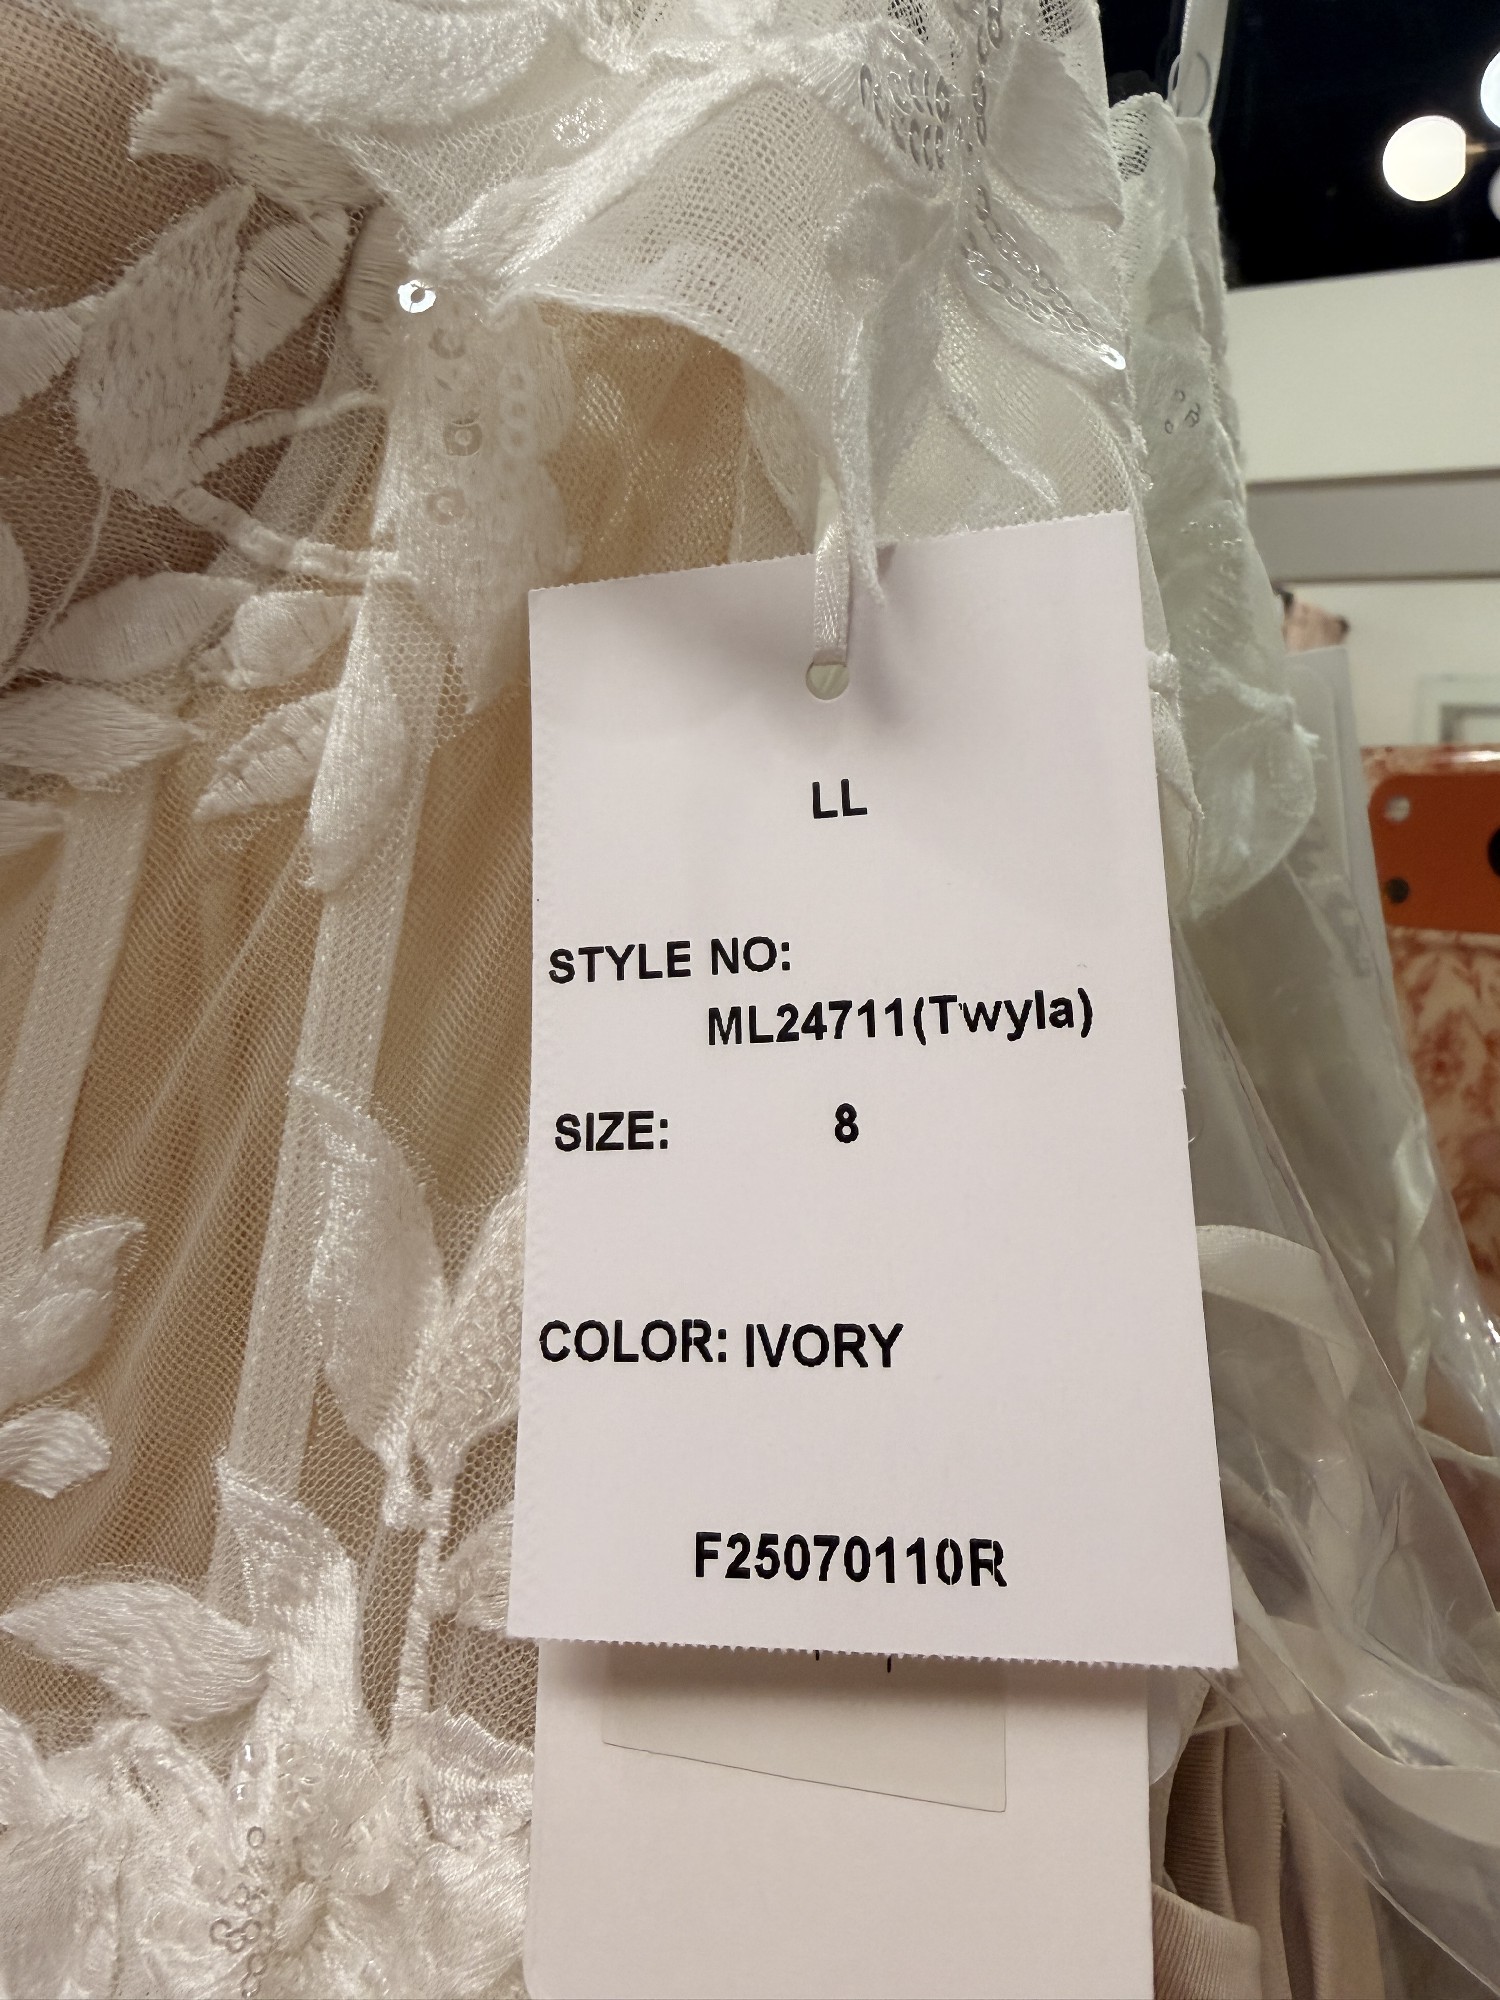 LL
STYLE NO:
ML24711(Twyla)
SIZE: 8
COLOR: IVORY
F25070110R